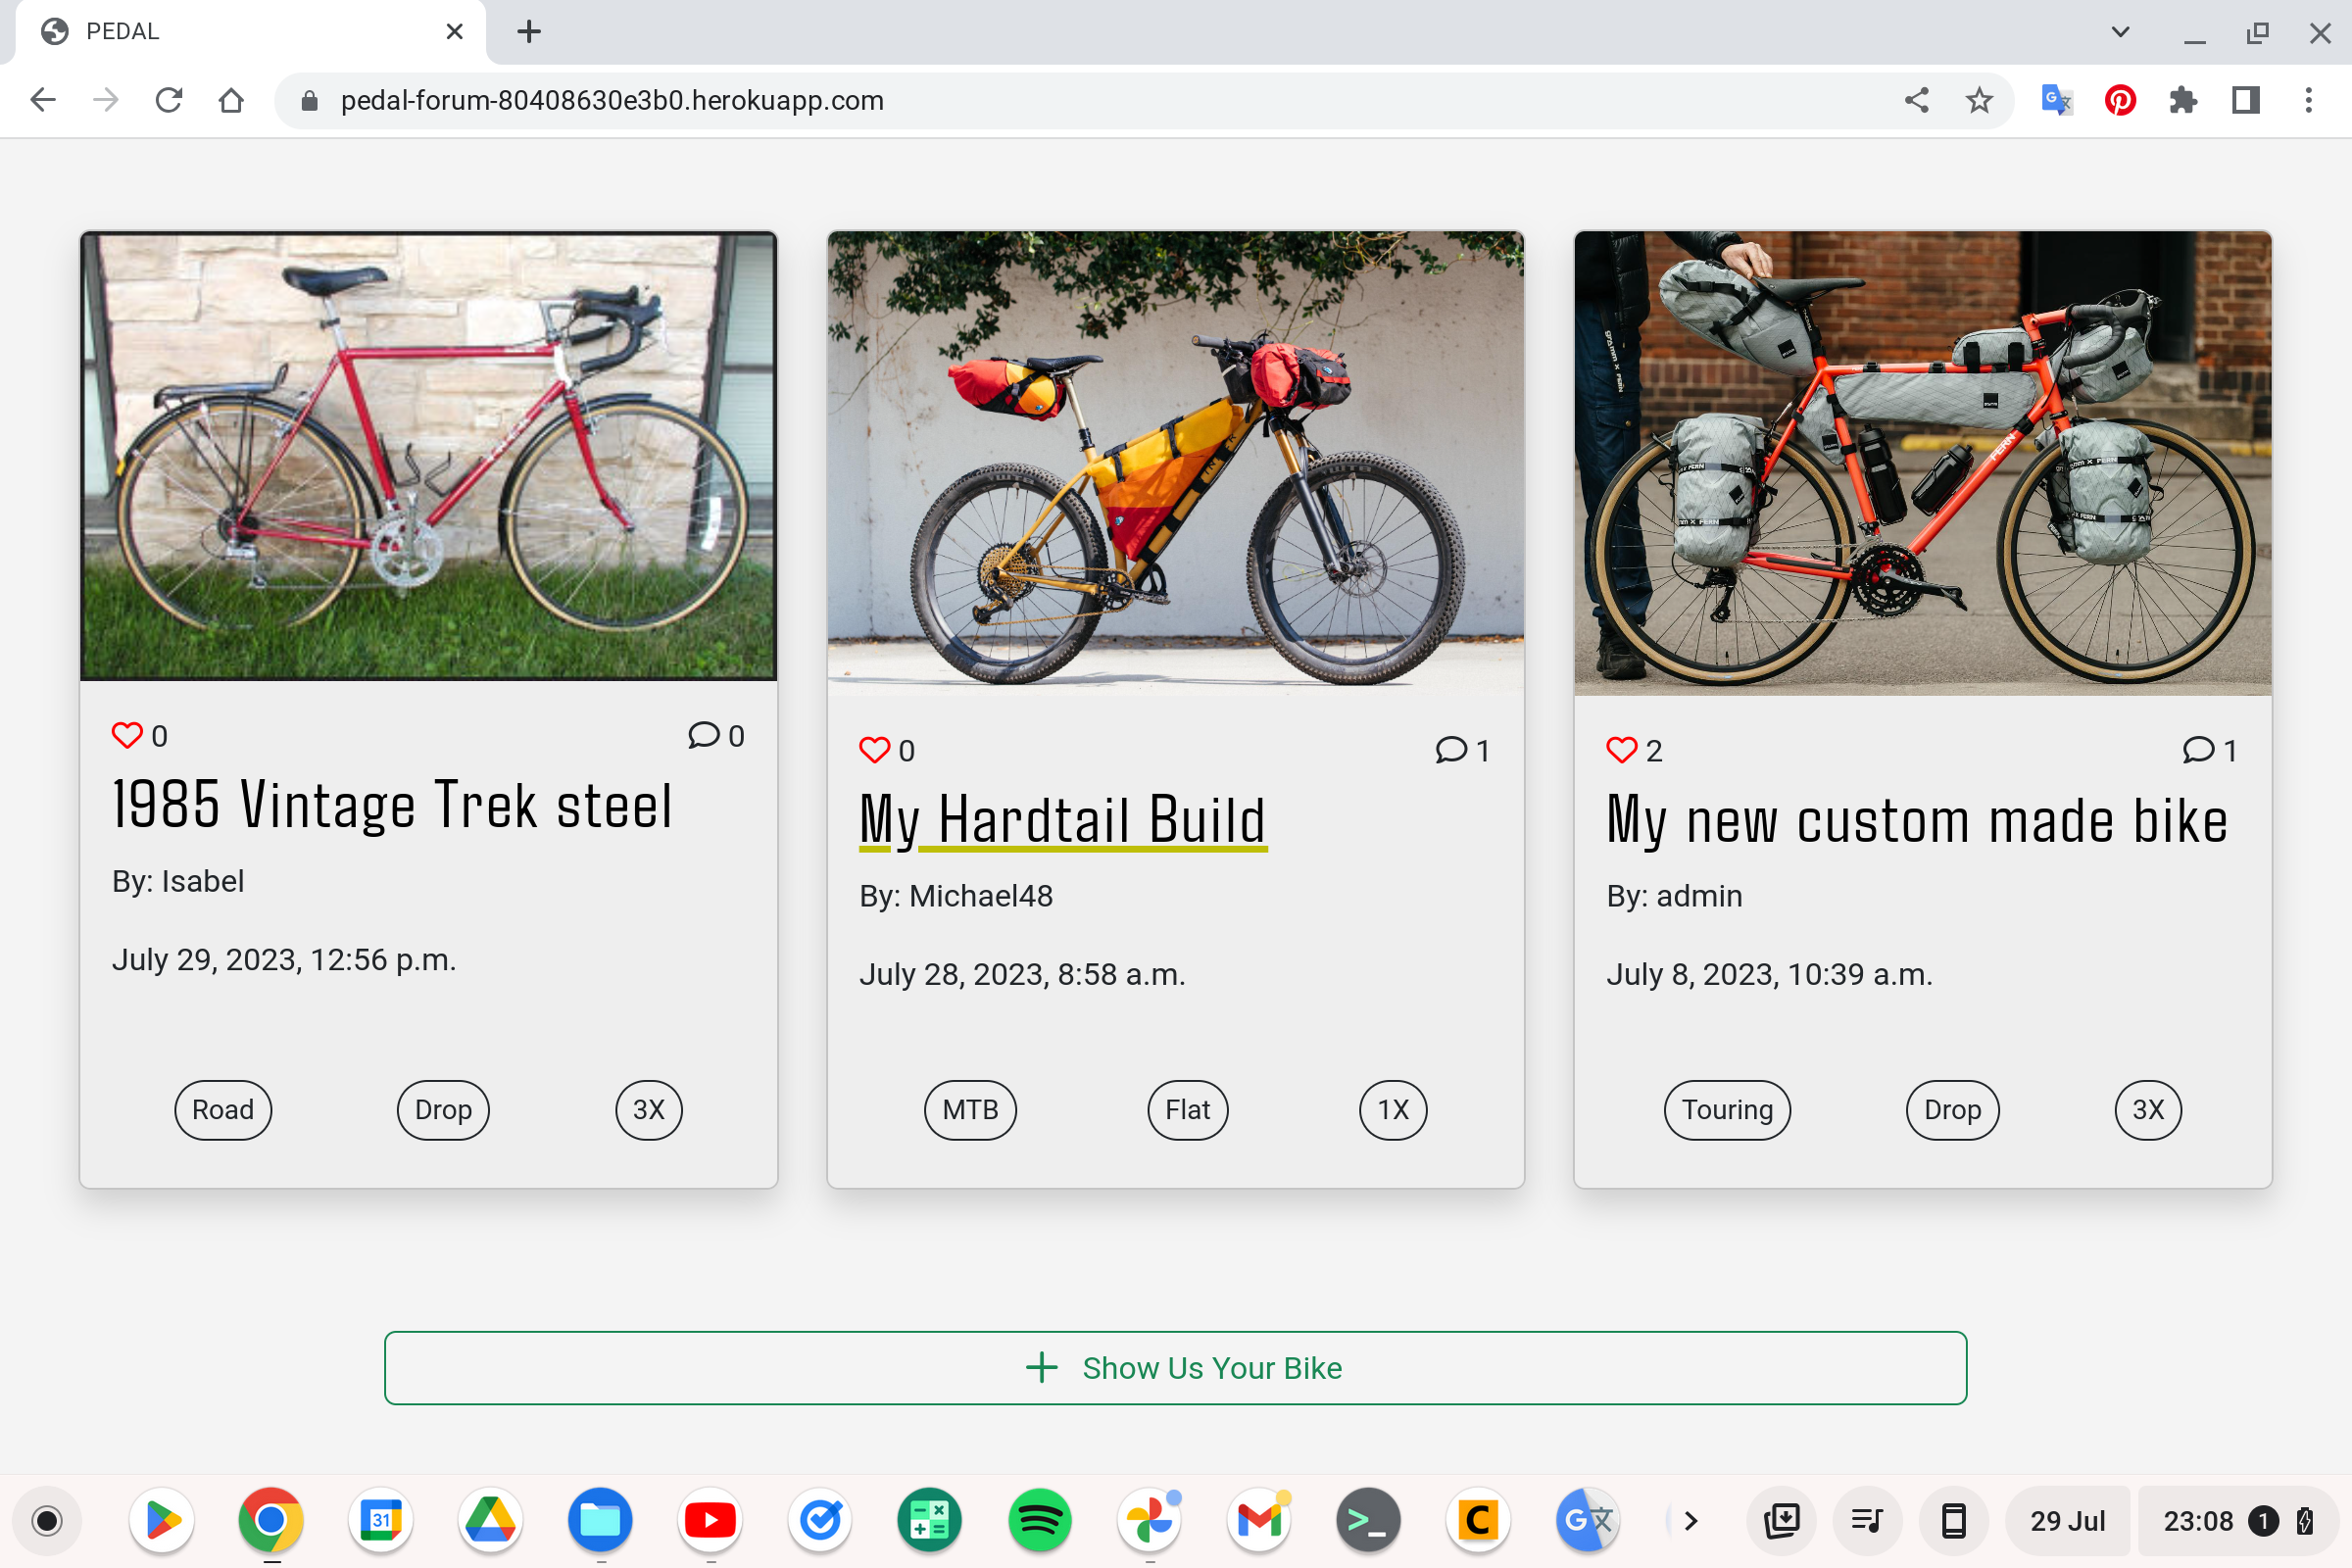 PEDAL
pedal-forum-80408630e3b0.herokuapp.com
0 0
1985 Vintage Trek steel
By: Isabel
July 29, 2023, 12:56 p.m.
Road Drop 3X
FERN
0 1
My Hardtail Build
By: Michael48
July 28, 2023, 8:58 a.m.
MTB Flat 1X
2 1
My new custom made bike
By: admin
July 8, 2023, 10:39 a.m.
Touring Drop 3X
Show Us Your Bike
31
C
G文
29 Jul
23:08 1